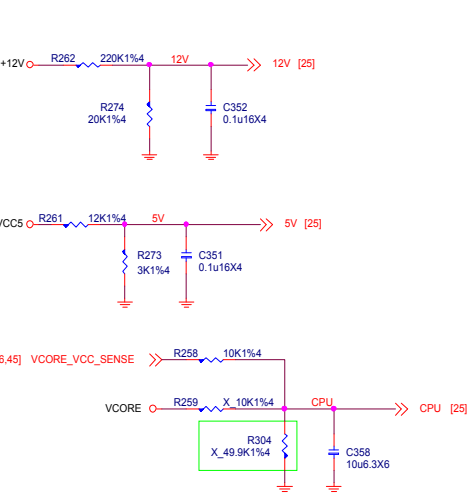 +12V R262 220K1%4 12V 12V [25]
R274 C352
20K1%4 0.1u16X4
VCC5 R261 12K1%4 5V 5V [25]
R273 C351
3K1%4 0.1u16X4
6,45] VCORE_VCC_SENSE R258 10K1%4
VCORE R259 X_10K1%4 CPU CPU [25]
R304 C358
X_49.9K1%4 10u6.3X6